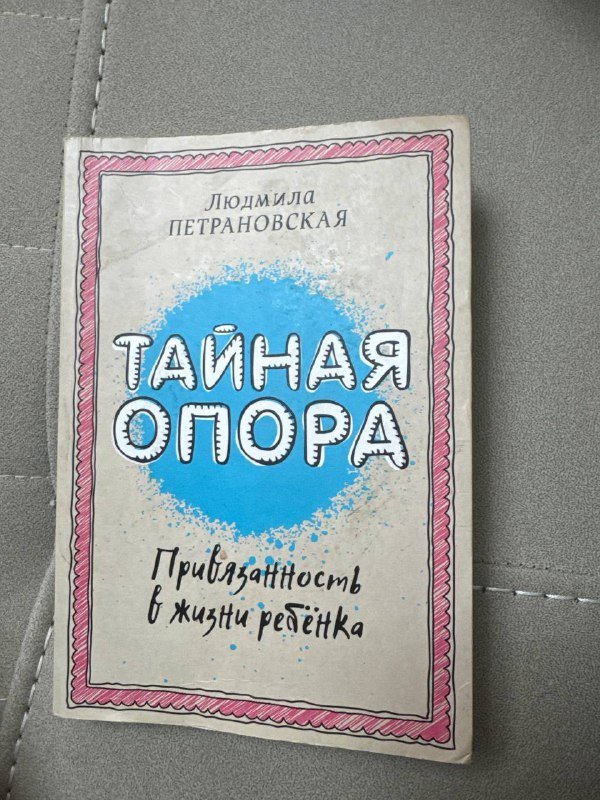 Людмила
ПЕТРАНОВСКАЯ
ТАЙНАЯ
ОПОРА
Привязанность
в жизни ребёнка